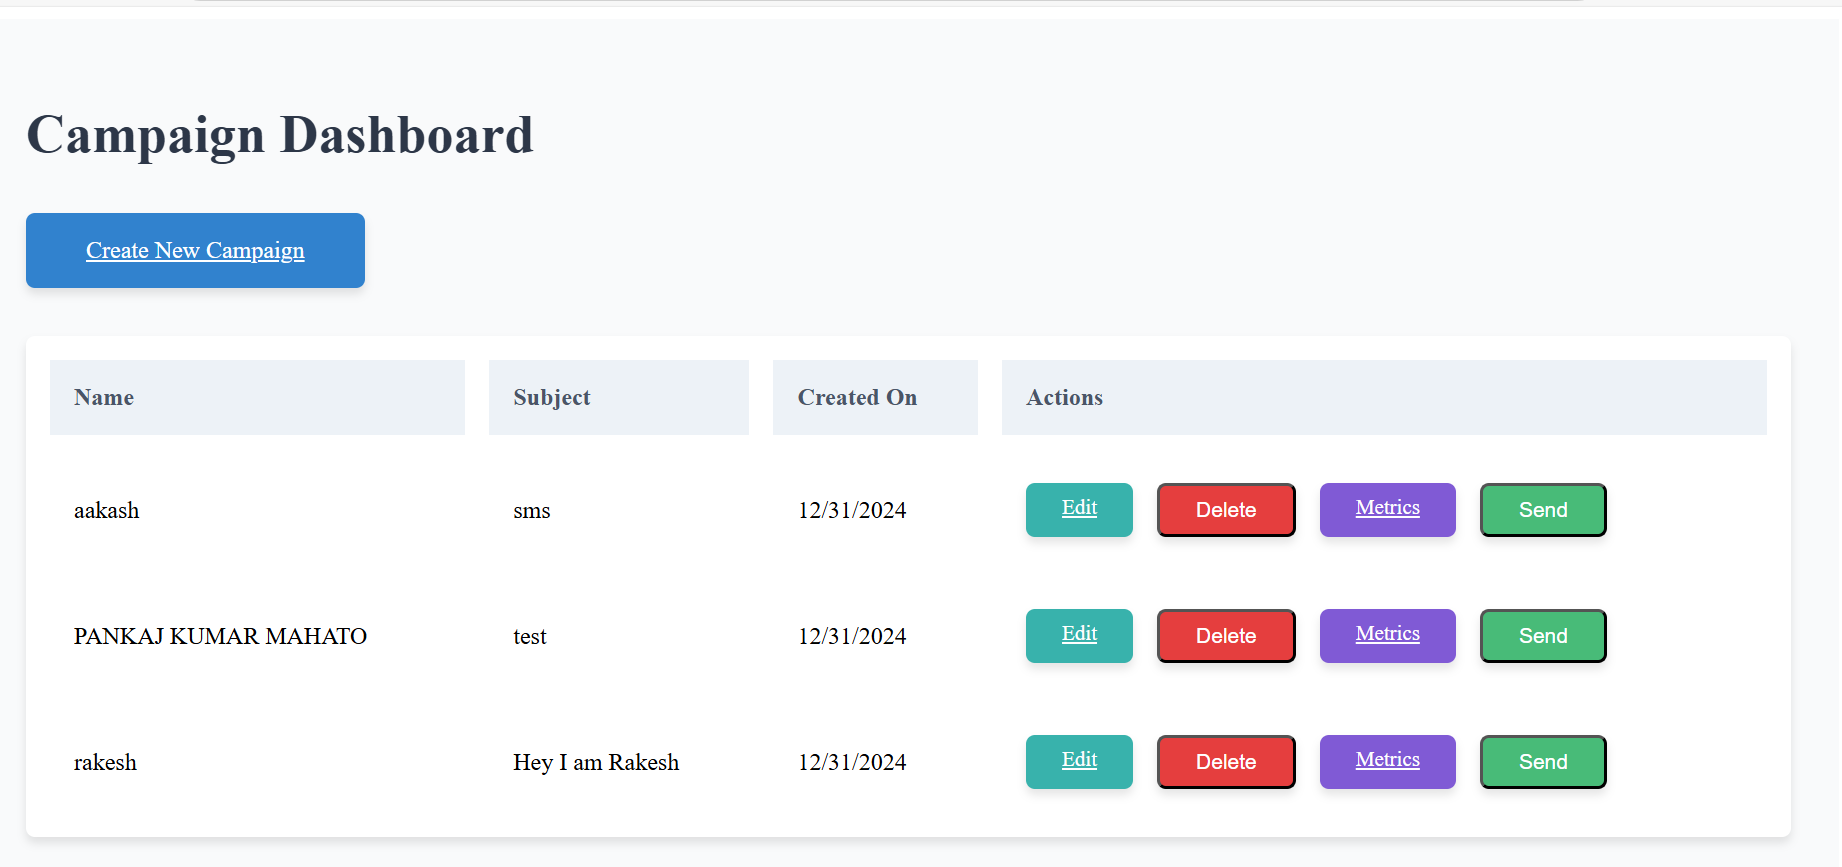 Campaign Dashboard
Create New Campaign
Name Subject Created On Actions
aakash sms 12/31/2024 Edit Delete Metrics Send
PANKAJ KUMAR MAHATO test 12/31/2024 Edit Delete Metrics Send
rakesh Hey I am Rakesh 12/31/2024 Edit Delete Metrics Send